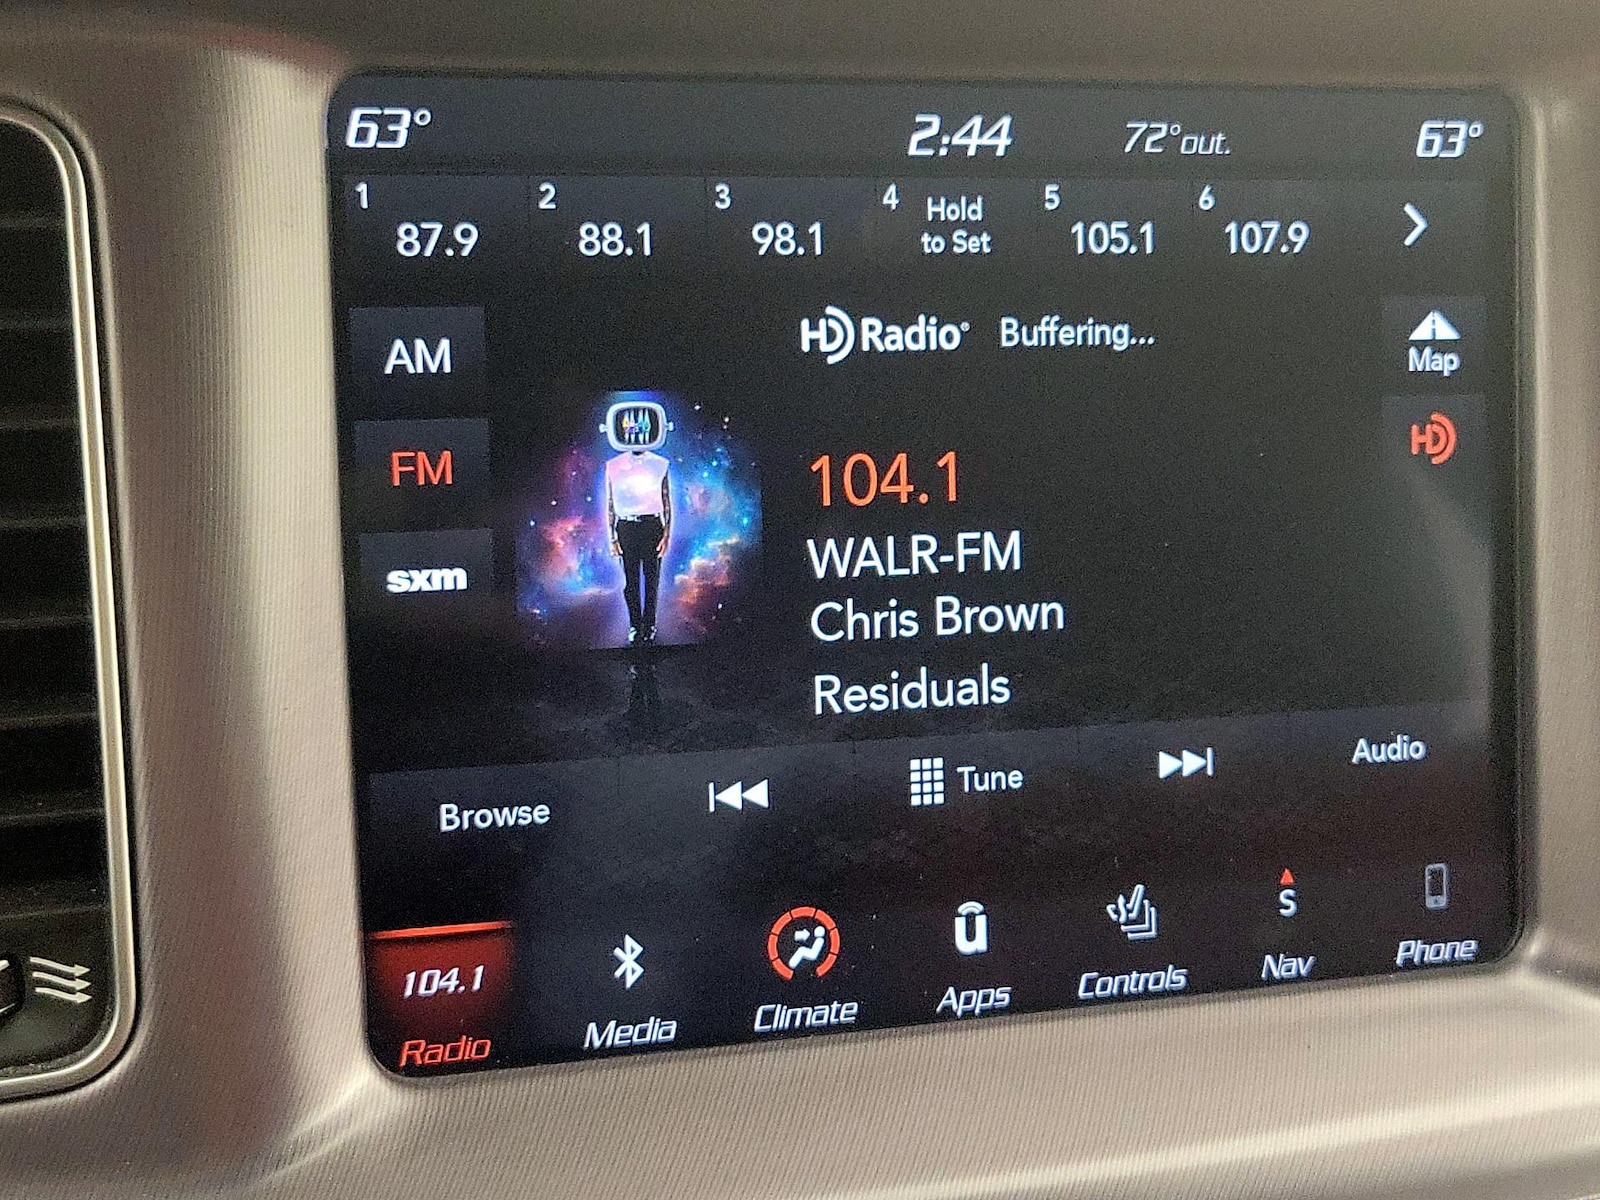 63° 2:44 72° out. 63°
1 2 3 4 5 6
87.9 88.1 98.1 Hold to Set 105.1 107.9
AM
HD Radio® Buffering...
Map
FM
HD
104.1
sxm
WALR-FM
Chris Brown
Residuals
Browse Tune Audio
104.1 u S
Radio Media Climate Apps Controls Nav Phone